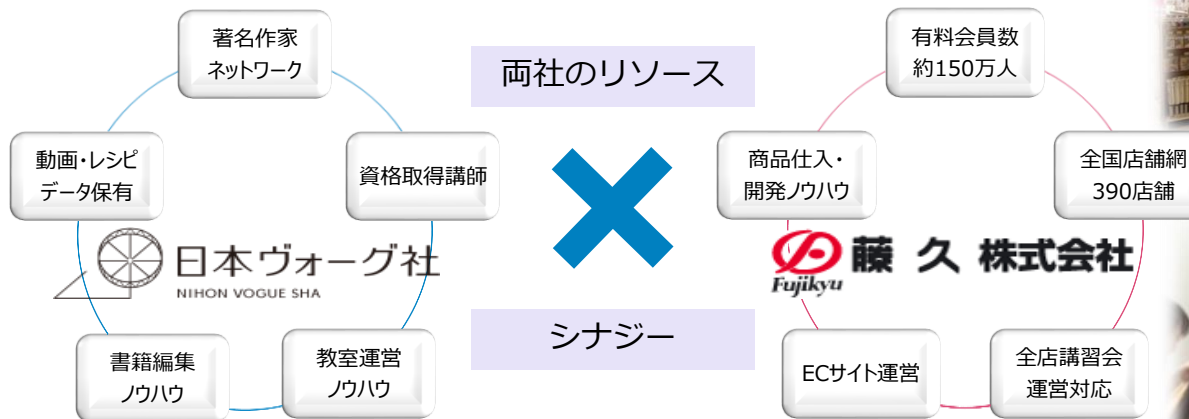 著名作家
ネットワーク
動画・レシピ
データ保有
資格取得講師
日本ヴォーグ社
NIHON VOGUE SHA
書籍編集
ノウハウ
教室運営
ノウハウ
両社のリソース
シナジー
有料会員数
約150万人
商品仕入・
開発ノウハウ
全国店舗網
390店舗
Fujikyu
藤久株式会社
ECサイト運営
全店講習会
運営対応